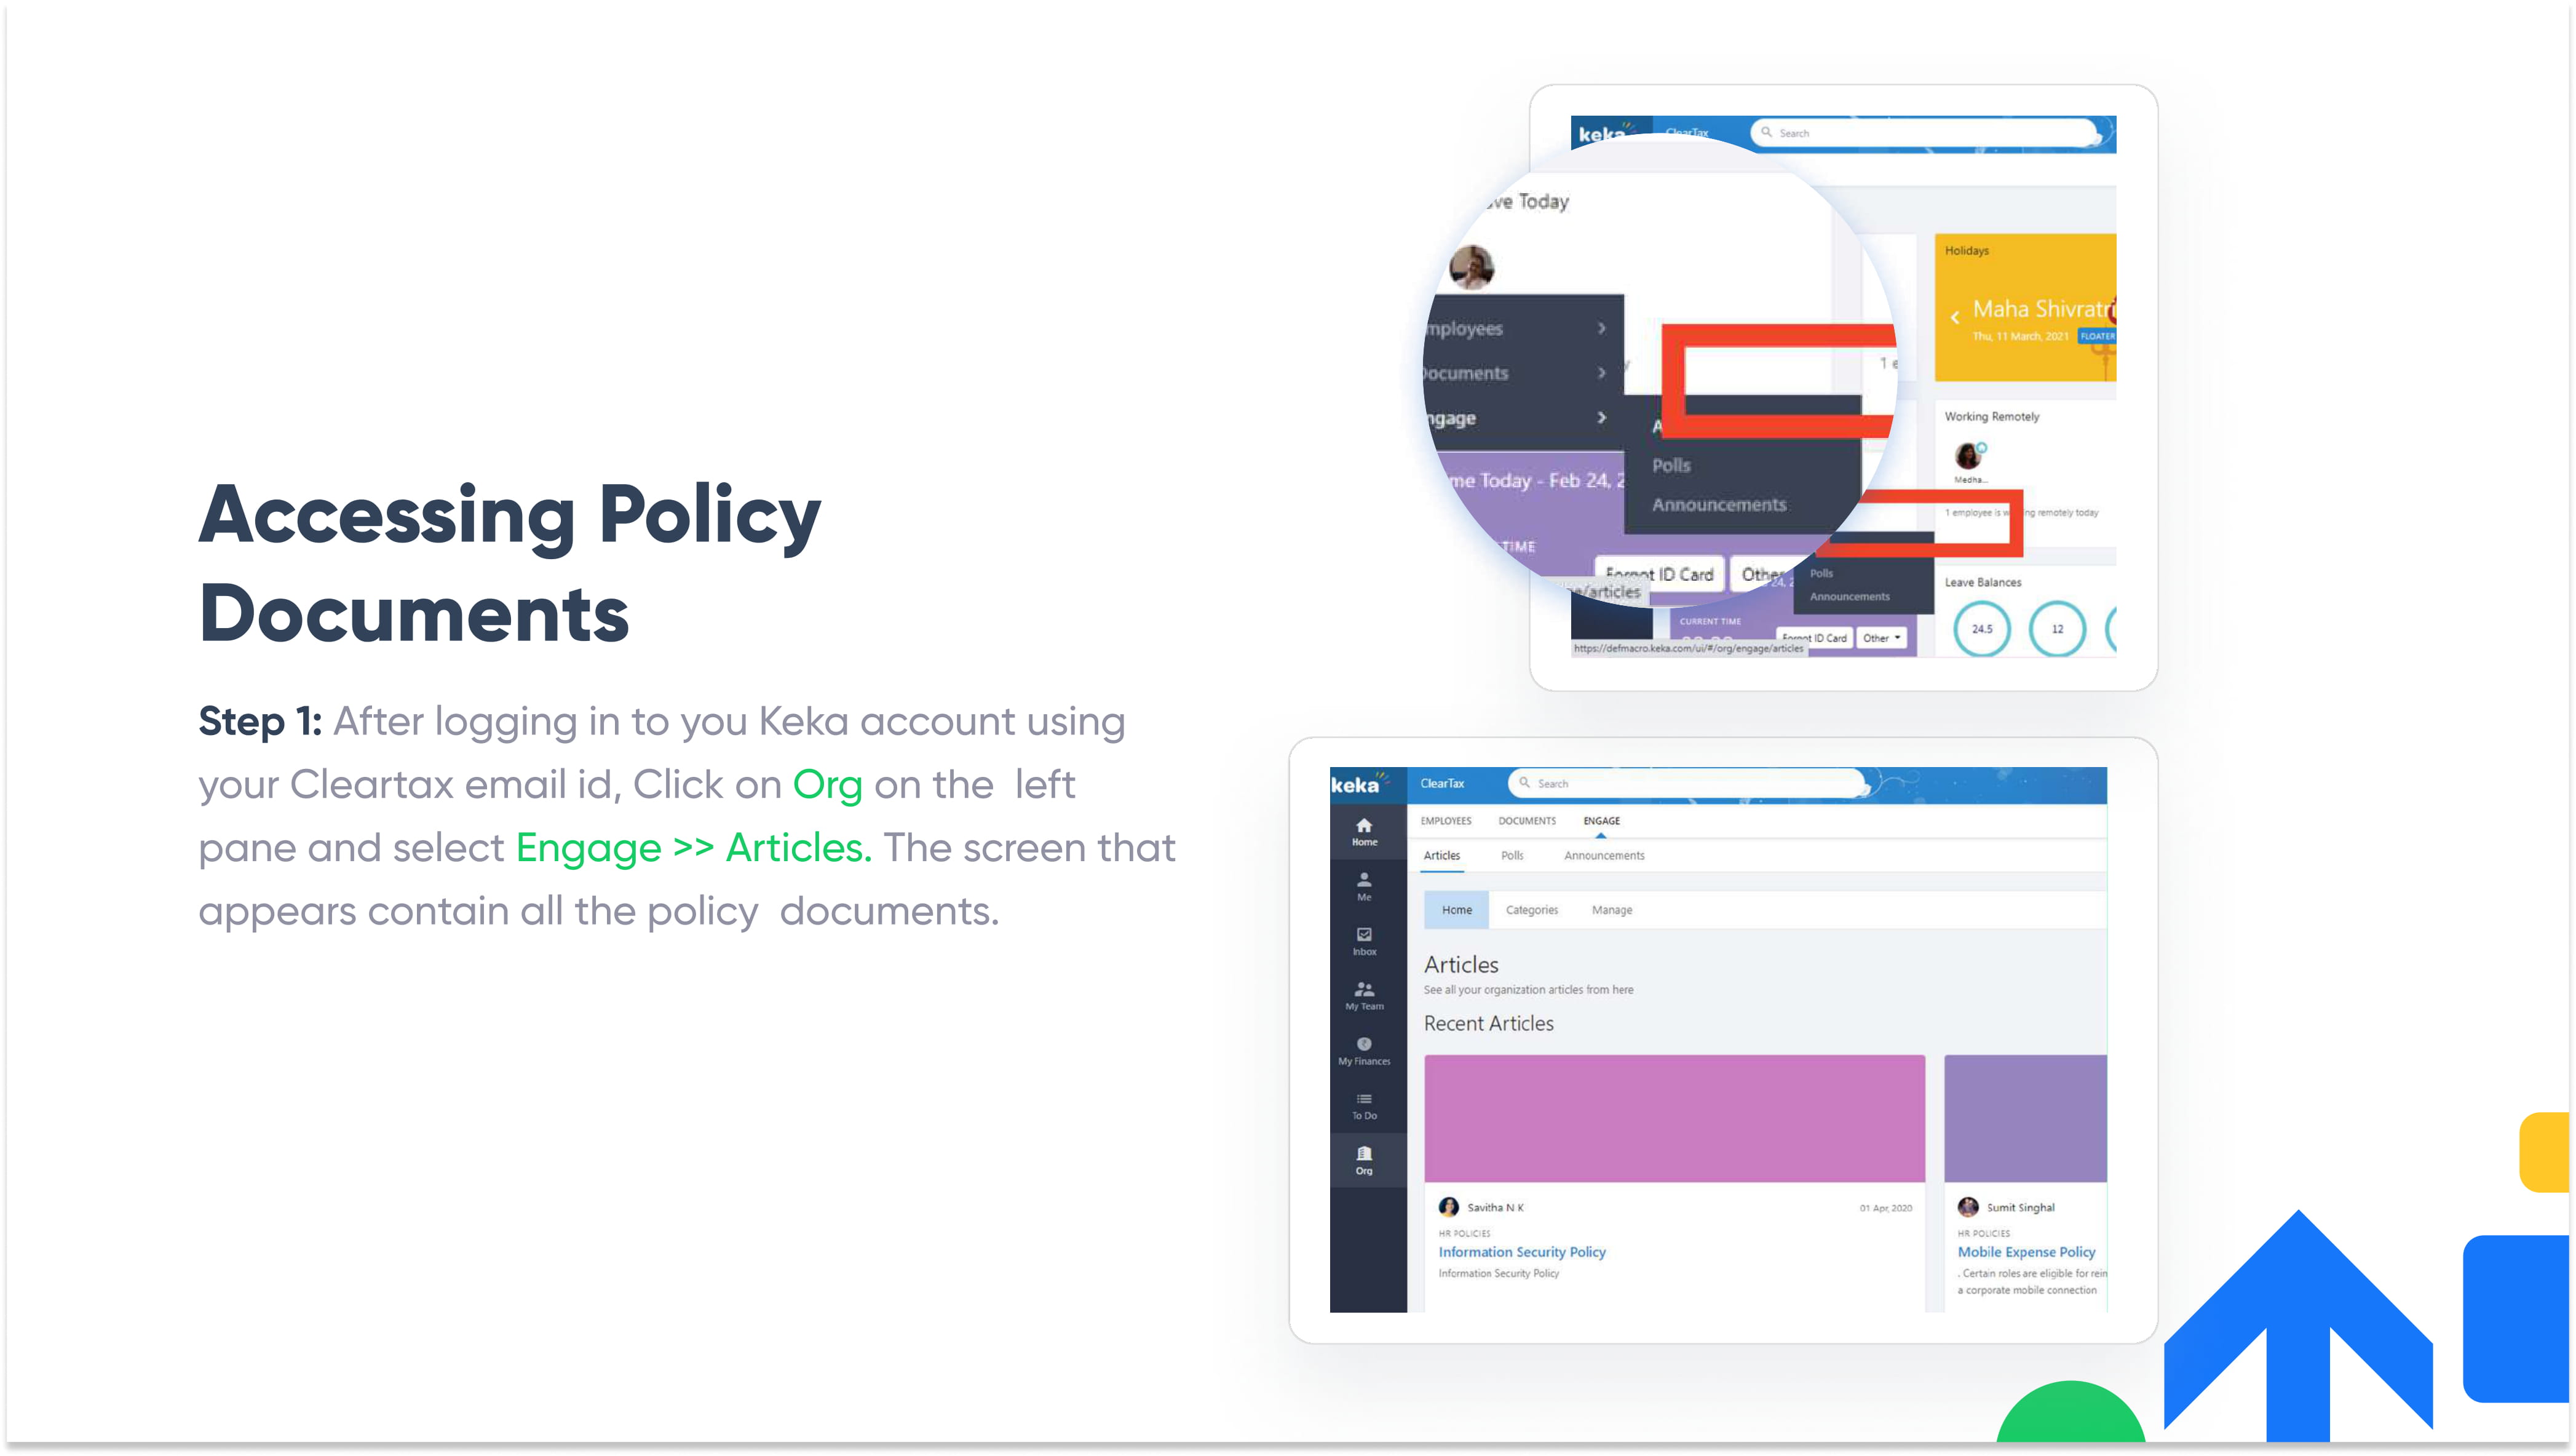 Accessing Policy
Documents
Step 1: After logging in to you Keka account using
your Cleartax email id, Click on Org on the left
pane and select Engage >> Articles. The screen that
appears contain all the policy documents.
keka ClearTax Search
Today
Holidays
Maha Shivratri
Thu, 11 March, 2021 FLOATER
mployees
ocuments
ngage
Polls
Announcements
me Today - Feb 24, 2
TIME
Forgot ID Card Other
e/articles
Working Remotely
Medha...
1 employee is w ng remotely today
Polls
Announcements
Leave Balances
24.5 12
CURRENT TIME
Forgot ID Card Other
https://defmacro.keka.com/ui/#/org/engage/articles
keka ClearTax Search
EMPLOYEES DOCUMENTS ENGAGE
Articles Polls Announcements
Home Categories Manage
Home
Me
Inbox
My Team
My Finances
To Do
Org
Articles
See all your organization articles from here
Recent Articles
Savitha N K 01 Apr, 2020
HR POLICIES
Information Security Policy
Information Security Policy
Sumit Singhal
HR POLICIES
Mobile Expense Policy
. Certain roles are eligible for rein
a corporate mobile connection